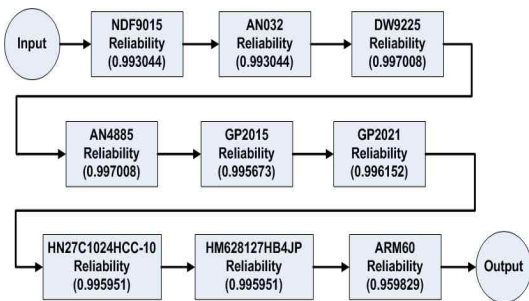 Input
NDF9015
Reliability
(0.993044)
AN032
Reliability
(0.993044)
DW9225
Reliability
(0.997008)
AN4885
Reliability
(0.997008)
GP2015
Reliability
(0.995673)
GP2021
Reliability
(0.996152)
HN27C1024HCC-10
Reliability
(0.995951)
HM628127HB4JP
Reliability
(0.995951)
ARM60
Reliability
(0.959829)
Output